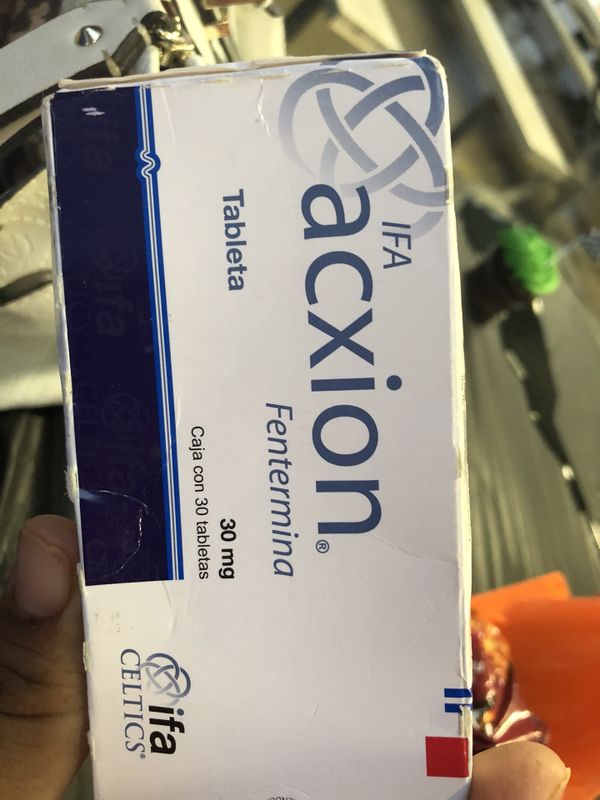 IFA
acxion®
Fentermina
Tableta
30 mg
Caja con 30 tabletas
ifa
CELTICS®